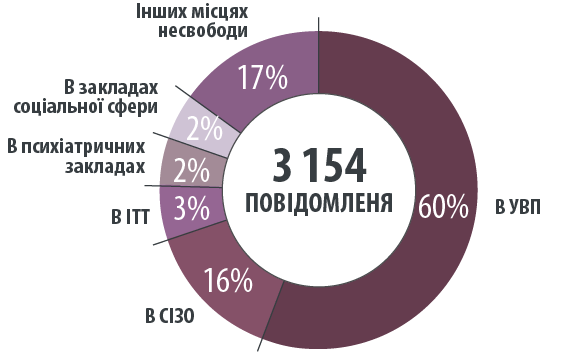 Інших місцях
несвободи
17%
В закладах
соціальної сфери
2%
В психіатричних
закладах
2%
В ІТТ
3%
В СІЗО
16%
3 154
ПОВІДОМЛЕНЯ
60%
В УВП